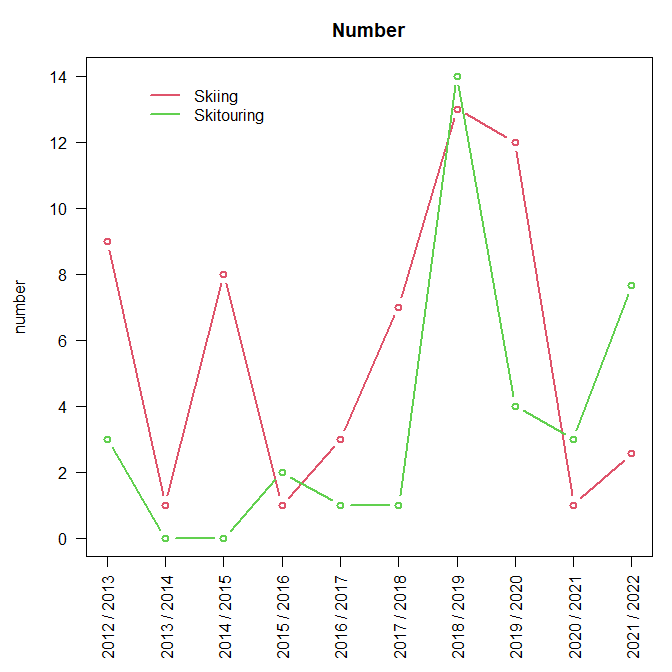 Number
Skiing
Skitouring
number
14
12
10
8
6
4
2
0
2012 / 2013
2013 / 2014
2014 / 2015
2015 / 2016
2016 / 2017
2017 / 2018
2018 / 2019
2019 / 2020
2020 / 2021
2021 / 2022